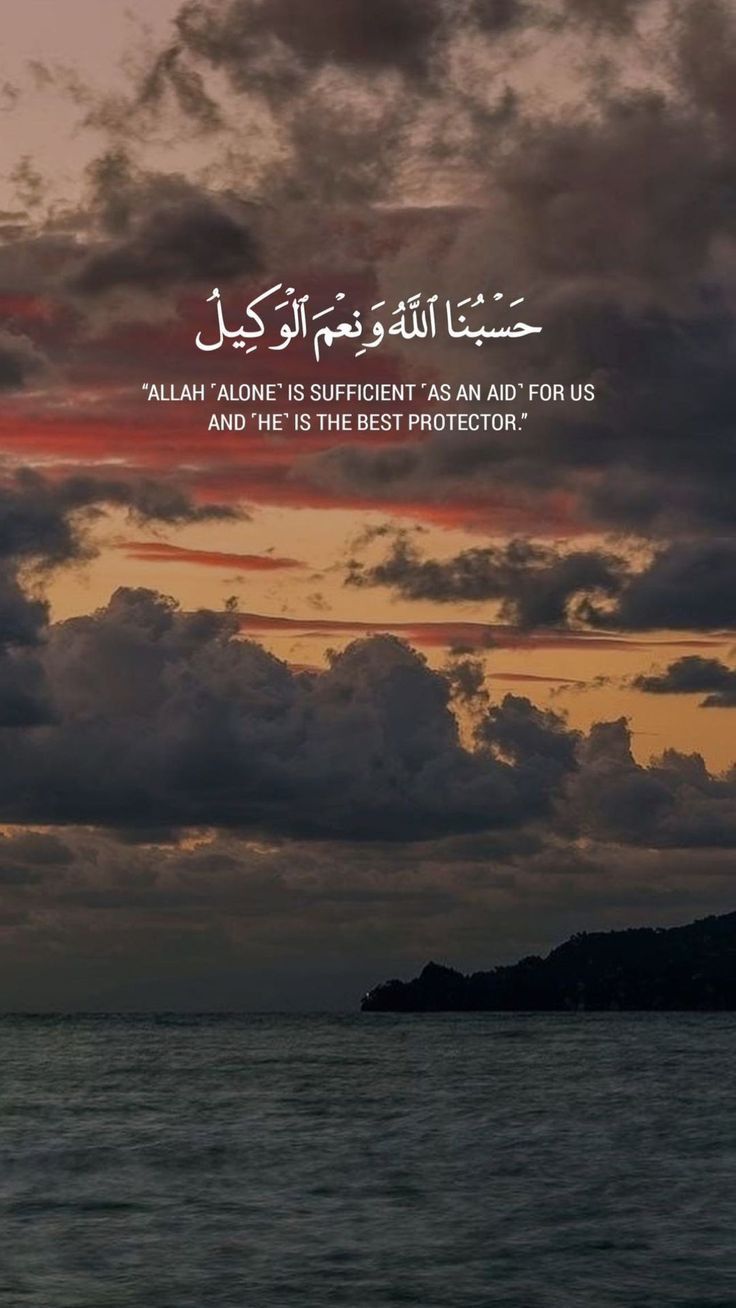 حَسْبُنَا ٱللَّهُ وَنِعْمَ ٱلْوَكِيلُ
“ALLAH ˹ALONE˺ IS SUFFICIENT ˹AS AN AID˺ FOR US
AND ˹HE˺ IS THE BEST PROTECTOR.”